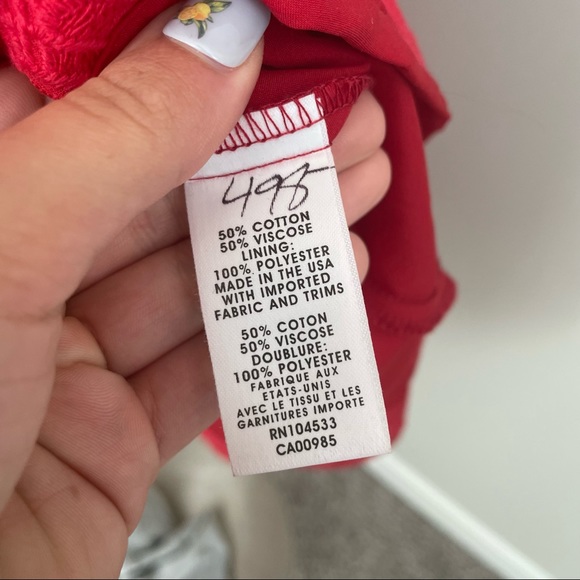 498
50% COTTON
50% VISCOSE
LINING:
100% POLYESTER
MADE IN THE USA
WITH IMPORTED
FABRIC AND TRIMS
50% COTON
50% VISCOSE
DOUBLURE:
100% POLYESTER
FABRIQUE AUX
ETATS-UNIS
AVEC LE TISSU ET LES
GARNITURES IMPORTE
RN104533
CA00985